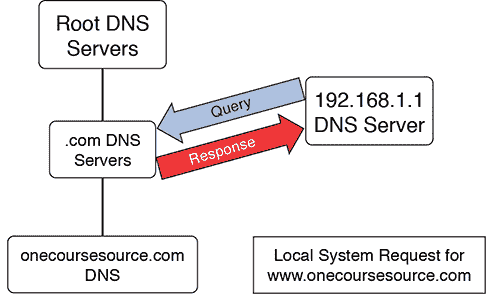 Root DNS
Servers
.com DNS
Servers
onecoursesource.com
DNS
Query
Response
192.168.1.1
DNS Server
Local System Request for
www.onecoursesource.com